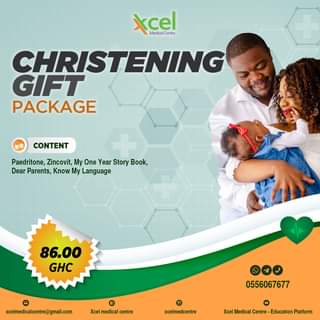 Xcel
Medical Centre
CHRISTENING
GIFT
PACKAGE
CONTENT
Paedritone, Zincovit, My One Year Story Book,
Dear Parents, Know My Language
86.00
GHC
0556067677
xcelmedicalcentre@gmail.com
Xcel medical centre
xcelmedcentre
Xcel Medical Centre - Education Platform